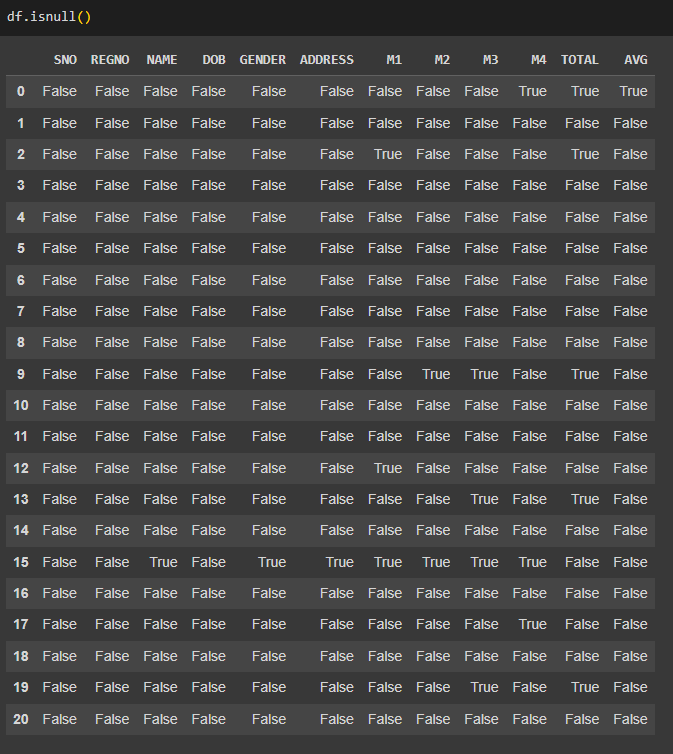 df.isnull()
SNO REGNO NAME DOB GENDER ADDRESS M1 M2 M3 M4 TOTAL AVG
0 False False False False False False False False False True True True
1 False False False False False False False False False False False False
2 False False False False False False True False False False True False
3 False False False False False False False False False False False False
4 False False False False False False False False False False False False
5 False False False False False False False False False False False False
6 False False False False False False False False False False False False
7 False False False False False False False False False False False False
8 False False False False False False False False False False False False
9 False False False False False False False True True False True False
10 False False False False False False False False False False False False
11 False False False False False False False False False False False False
12 False False False False False False True False False False False False
13 False False False False False False False False True False True False
14 False False False False False False False False False False False False
15 False False True False True True True True True True False False
16 False False False False False False False False False False False False
17 False False False False False False False False False True False False
18 False False False False False False False False False False False False
19 False False False False False False False False True False True False
20 False False False False False False False False False False False False